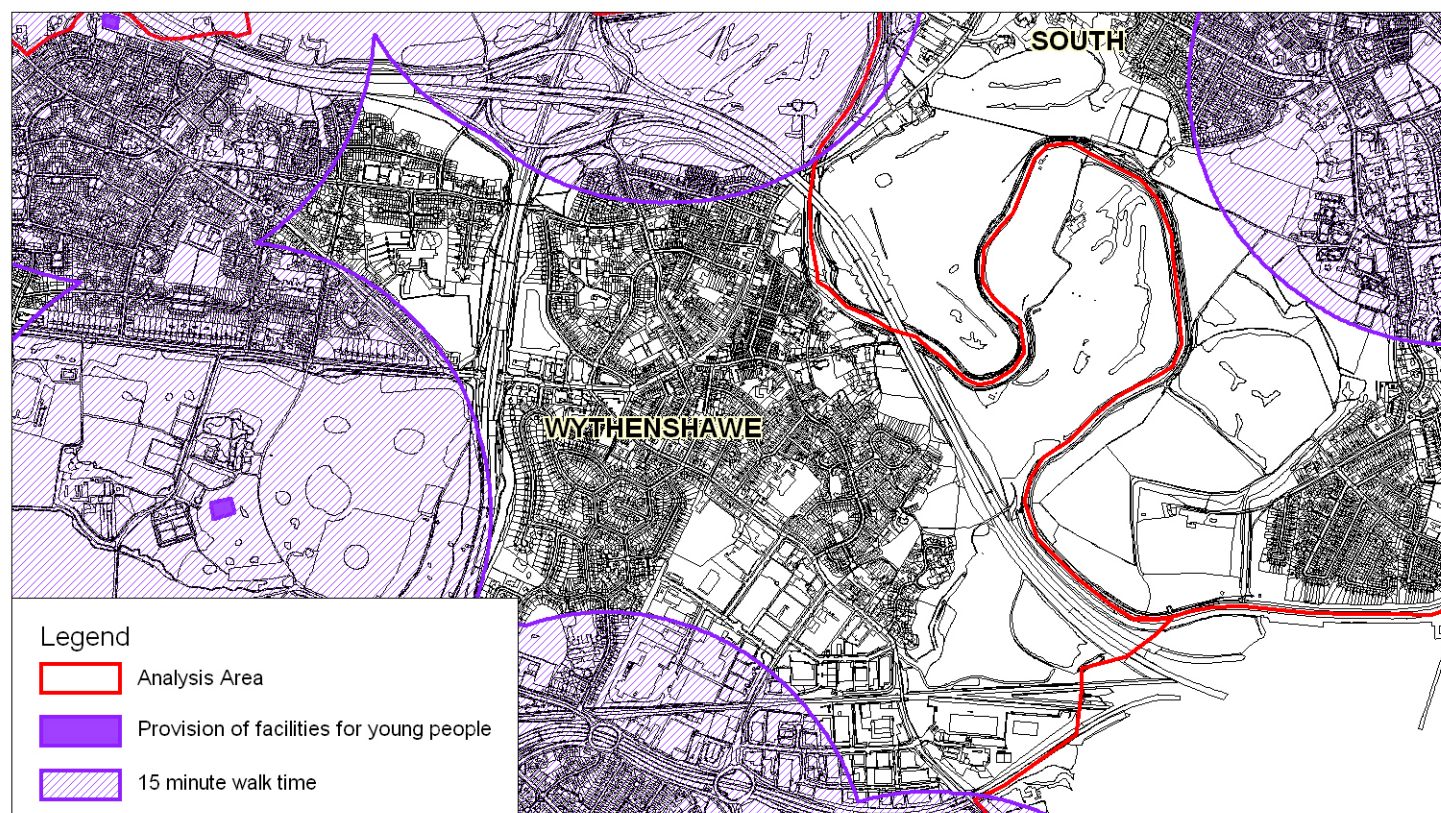 SOUTH
WYTHENSHAWE
Legend
Analysis Area
Provision of facilities for young people
15 minute walk time